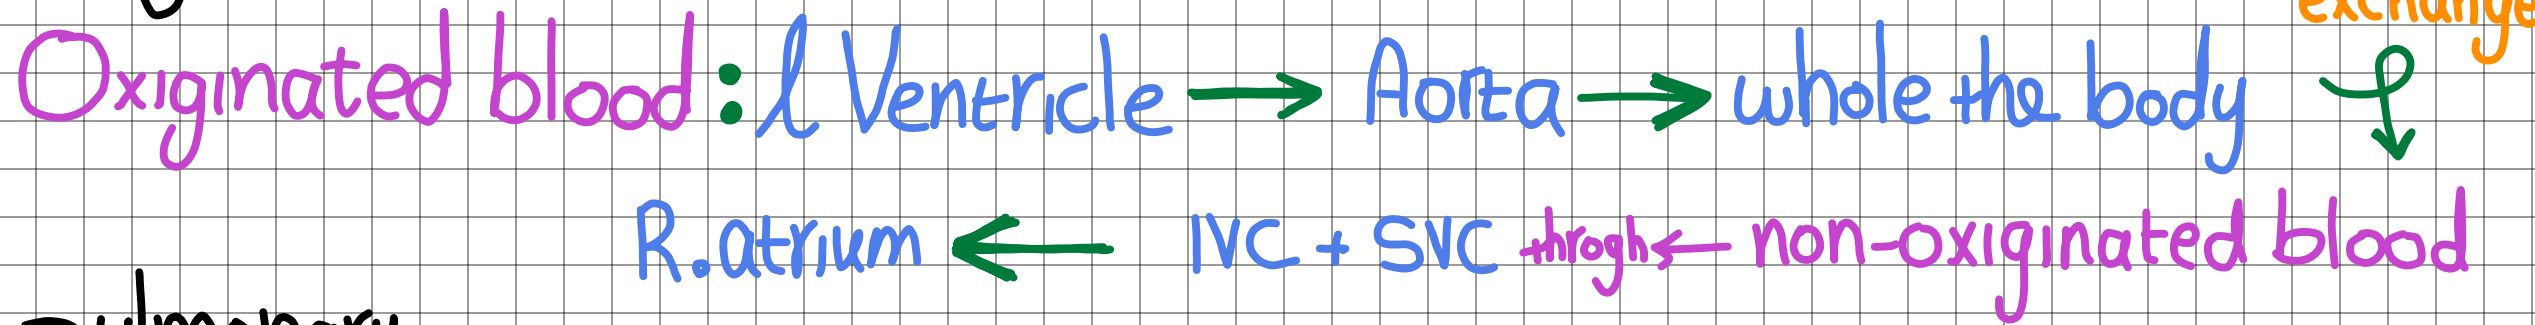 exchange
Oxiginated blood: l Ventricle → Aorta → whole the body
R.atrium ← IVC + SVC throgh ← non-oxiginated blood